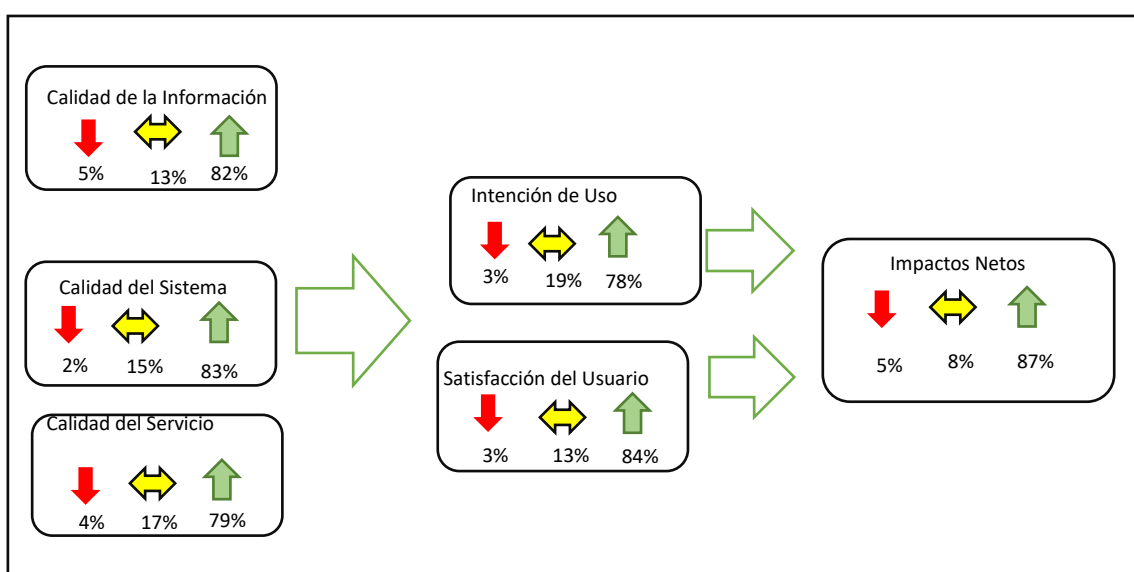 Calidad de la Información
5% 13% 82%
Calidad del Sistema
2% 15% 83%
Calidad del Servicio
4% 17% 79%
Intención de Uso
3% 19% 78%
Satisfacción del Usuario
3% 13% 84%
Impactos Netos
5% 8% 87%